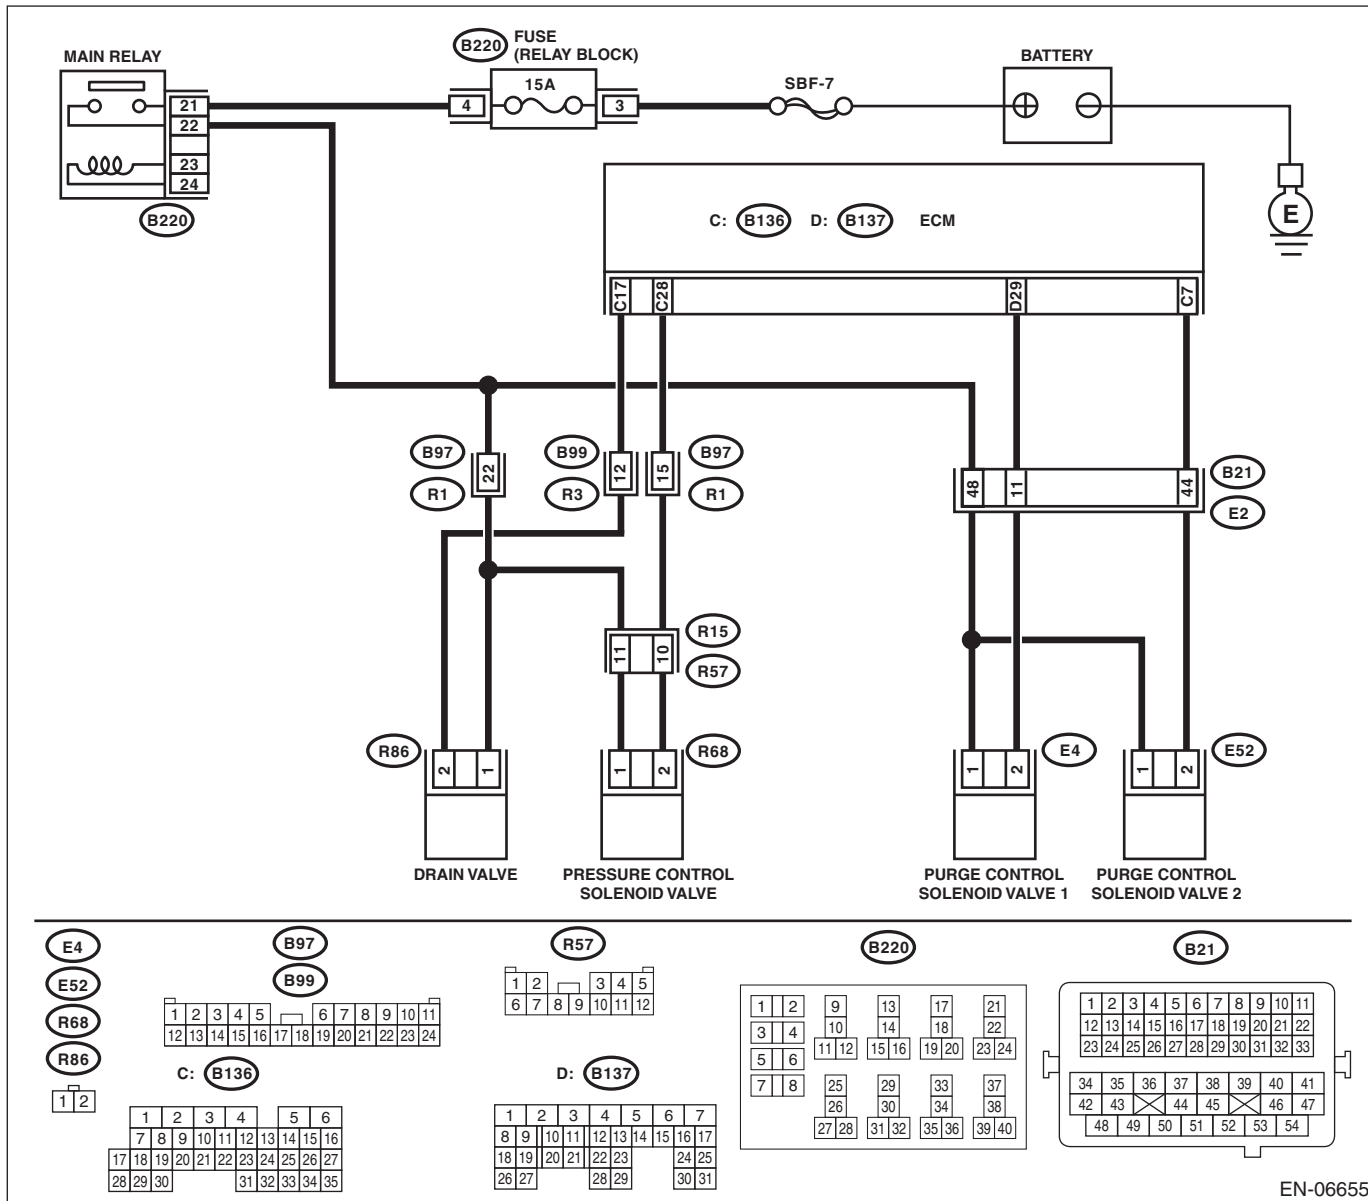 B220 FUSE
(RELAY BLOCK)
MAIN RELAY
BATTERY
15A
SBF-7
21
4
3
22
23
24
B220
E
C: B136 D: B137 ECM
C17 C28 D29 C7
B97 B99 B97
22 12 15
R1 R3 R1
48 11 44
B21
E2
R15
11 10
R57
R86 R68 E4 E52
2 1
1 2
1 2
1 2
DRAIN VALVE
PRESSURE CONTROL
SOLENOID VALVE
PURGE CONTROL
SOLENOID VALVE 1
PURGE CONTROL
SOLENOID VALVE 2
E4
E52
R68
R86
1 2
B97
B99
1 2 3 4 5 6 7 8 9 10 11
12 13 14 15 16 17 18 19 20 21 22 23 24
C: B136
1 2 3 4 5 6
7 8 9 10 11 12 13 14 15 16
17 18 19 20 21 22 23 24 25 26 27
28 29 30 31 32 33 34 35
R57
1 2 3 4 5
6 7 8 9 10 11 12
D: B137
1 2 3 4 5 6 7
8 9 10 11 12 13 14 15 16 17
18 19 20 21 22 23 24 25
26 27 28 29 30 31
B220
1 2 9 13 17 21
3 4 10 14 18 22
11 12 15 16 19 20 23 24
5 6
7 8 25 29 33 37
26 30 34 38
27 28 31 32 35 36 39 40
B21
1 2 3 4 5 6 7 8 9 10 11
12 13 14 15 16 17 18 19 20 21 22
23 24 25 26 27 28 29 30 31 32 33
34 35 36 37 38 39 40 41
42 43 44 45 46 47
48 49 50 51 52 53 54
EN-06655